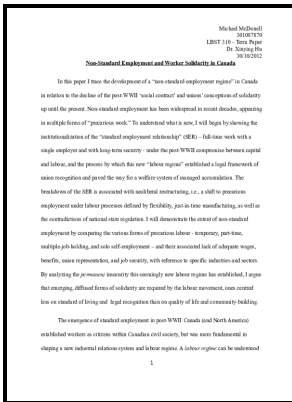 Michael McDonell
301087870
LBST 310 – Term Paper
Dr. Xinying Hu
30/10/2012
Non-Standard Employment and Worker Solidarity in Canada
In this paper I trace the development of a "non-standard employment regime" in Canada
in relation to the decline of the post-WWII "social contract" and unions' conceptions of solidarity
up until the present. Non-standard employment has been widespread in recent decades, appearing
in multiple forms of "precarious work." To understand what is new, I will begin by showing the
institutionalization of the "standard employment relationship" (SER) – full-time work with a
single employer and with long-term security - under the post-WWII compromise between capital
and labour, and the process by which this new "labour regime" established a legal framework of
union recognition and paved the way for a welfare system of managed accumulation. The
breakdown of the SER is associated with neoliberal restructuring, i.e., a shift to precarious
employment under labour processes defined by flexibility, just-in-time manufacturing, as well as
the contradictions of national state regulation. I will demonstrate the extent of non-standard
employment by comparing the various forms of precarious labour - temporary, part-time,
multiple-job-holding, and solo self-employment – and their associated lack of adequate wages,
benefits, union representation, and job security, with reference to specific industries and sectors.
By analyzing the permanence insecurity this seemingly new labour regime has established, I argue
that emerging, diffused forms of solidarity are required by the labour movement, ones centred
less on standard of living and legal recognition than on quality of life and community-building.
The emergence of standard employment in post-WWII Canada (and North America)
established workers as citizens within Canadian civil society, but was more fundamental in
shaping a new industrial relations system and labour regime. A labour regime can be understood
1